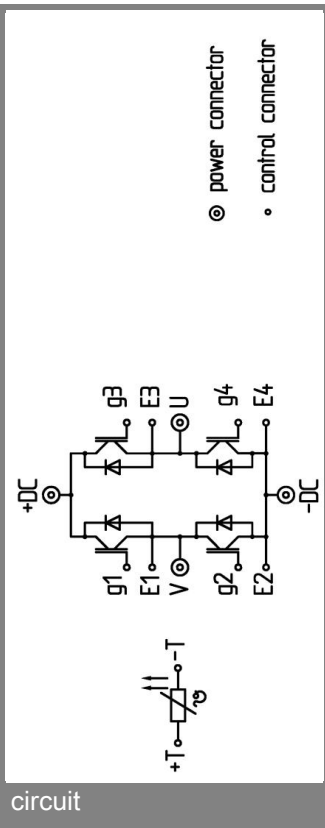 power connector
control connector
+DC
g1
g3
E1
E3
V
U
g2
g4
E2
E4
-DC
+T
-T
ϑ
circuit